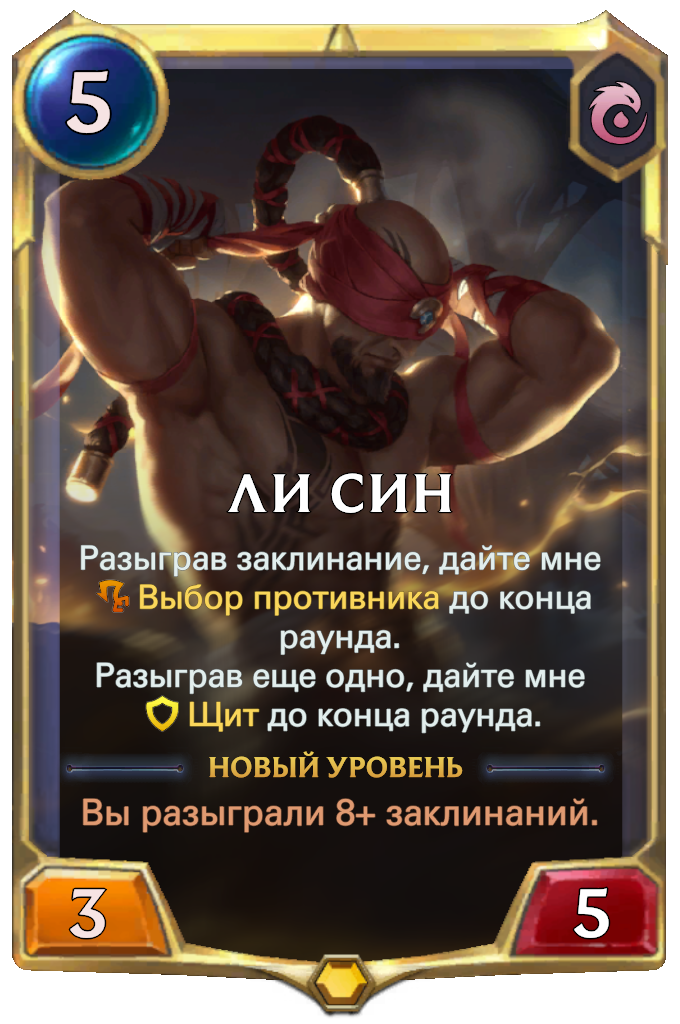 5
ЛИ СИН
Разыграв заклинание, дайте мне
Выбор противника до конца
раунда.
Разыграв еще одно, дайте мне
Щит до конца раунда.
НОВЫЙ УРОВЕНЬ
Вы разыграли 8+ заклинаний.
3
5